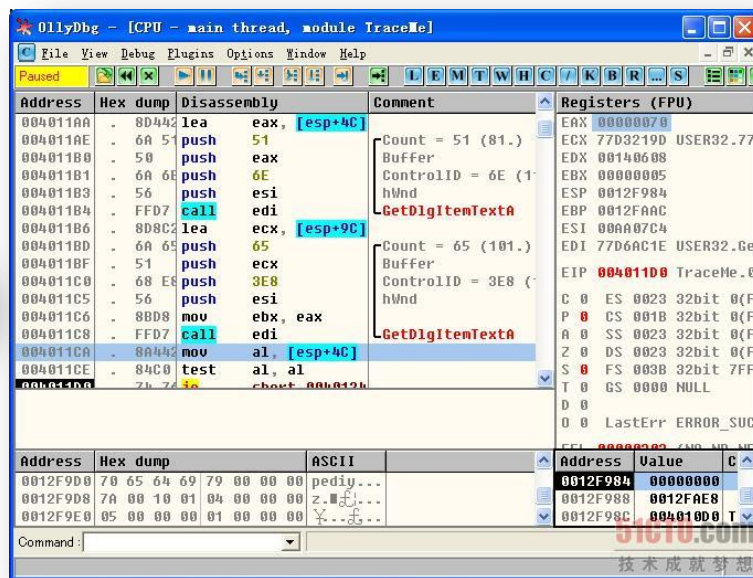 OllyDbg - [CPU - main thread, module TraceMe]
C File View Debug Plugins Options Window Help
Paused L E M T W H C / K B R ... S
Address Hex dump Disassembly Comment
004011AA . 8D442 lea eax, [esp+4C]
004011AE . 6A 51 push 51 Count = 51 (81.)
004011B0 . 50 push eax Buffer
004011B1 . 6A 6E push 6E ControlID = 6E (1
004011B3 . 56 push esi hWnd
004011B4 . FFD7 call edi GetDlgItemTextA
004011B6 . 8D8C2 lea ecx, [esp+9C]
004011BD . 6A 65 push 65 Count = 65 (101.)
004011BF . 51 push ecx Buffer
004011C0 . 68 E8 push 3E8 ControlID = 3E8 (
004011C5 . 56 push esi hWnd
004011C6 . 8BD8 mov ebx, eax
004011C8 . FFD7 call edi GetDlgItemTextA
004011CA . 8A442 mov al, [esp+4C]
004011CE . 84C0 test al, al
004011D0 . 74 je short
Registers (FPU)
EAX 00000070
ECX 77D3219D USER32.77
EDX 00140608
EBX 00000005
ESP 0012F984
EBP 0012FAAC
ESI 00AA07C4
EDI 77D6AC1E USER32.Ge
EIP 004011D0 TraceMe.0
C 0 ES 0023 32bit 0(F
P 0 CS 001B 32bit 0(F
A 0 SS 0023 32bit 0(F
Z 0 DS 0023 32bit 0(F
S 0 FS 003B 32bit 7FF
T 0 GS 0000 NULL
D 0
O 0 LastErr ERROR_SUC
Address Hex dump ASCII
0012F9D0 70 65 64 69 79 00 00 00 pediy...
0012F9D8 7A 00 10 01 04 00 00 00
0012F9E0 05 00 00 00 01 00 00 00
Address Value C
0012F984 00000000
0012F988 0012FAE8
0012F98C 004010D0 T
Command :
51CTO.com
技术成就梦想